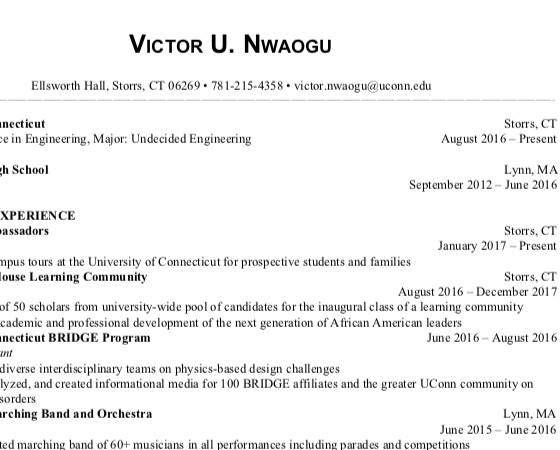 VICTOR U. NWAOGU
Ellsworth Hall, Storrs, CT 06269 • 781-215-4358 • victor.nwaogu@uconn.edu
nnecticut Storrs, CT
ce in Engineering, Major: Undecided Engineering August 2016 – Present
gh School Lynn, MA
September 2012 – June 2016
XPERIENCE
bassadors Storrs, CT
January 2017 – Present
mpus tours at the University of Connecticut for prospective students and families
House Learning Community Storrs, CT
August 2016 – December 2017
of 50 scholars from university-wide pool of candidates for the inaugural class of a learning community
cademic and professional development of the next generation of African American leaders
nnecticut BRIDGE Program June 2016 – August 2016
ant
diverse interdisciplinary teams on physics-based design challenges
lyzed, and created informational media for 100 BRIDGE affiliates and the greater UConn community on
sorders
arching Band and Orchestra Lynn, MA
June 2015 – June 2016
ted marching band of 60+ musicians in all performances including parades and competitions